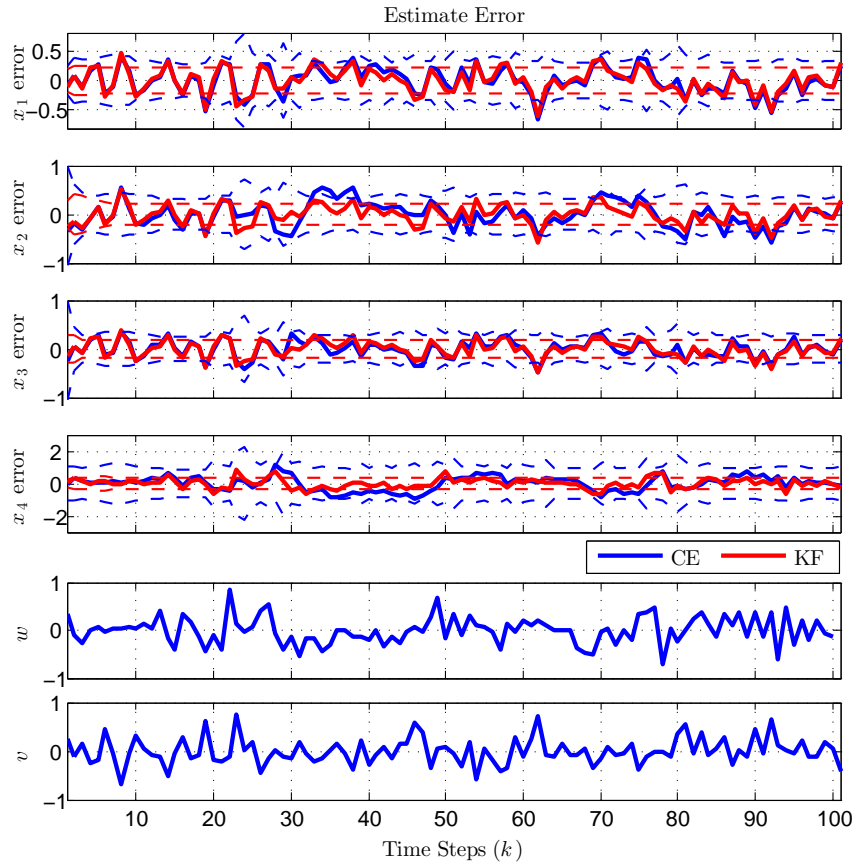 Estimate Error
x1 error
0.5
0
−0.5
x2 error
1
0
−1
x3 error
1
0
−1
x4 error
2
0
−2
CE
KF
w
1
0
−1
v
1
0
−1
10 20 30 40 50 60 70 80 90 100
Time Steps (k)